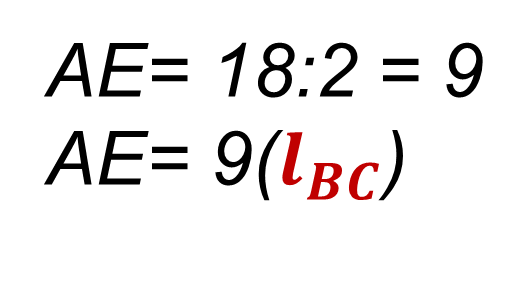 AE= 18:2 = 9
AE= 9(l_BC)